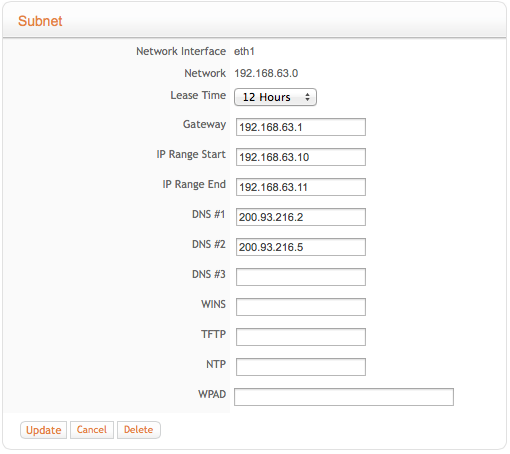 Subnet
Network Interface eth1
Network 192.168.63.0
Lease Time 12 Hours
Gateway 192.168.63.1
IP Range Start 192.168.63.10
IP Range End 192.168.63.11
DNS #1 200.93.216.2
DNS #2 200.93.216.5
DNS #3
WINS
TFTP
NTP
WPAD
Update Cancel Delete